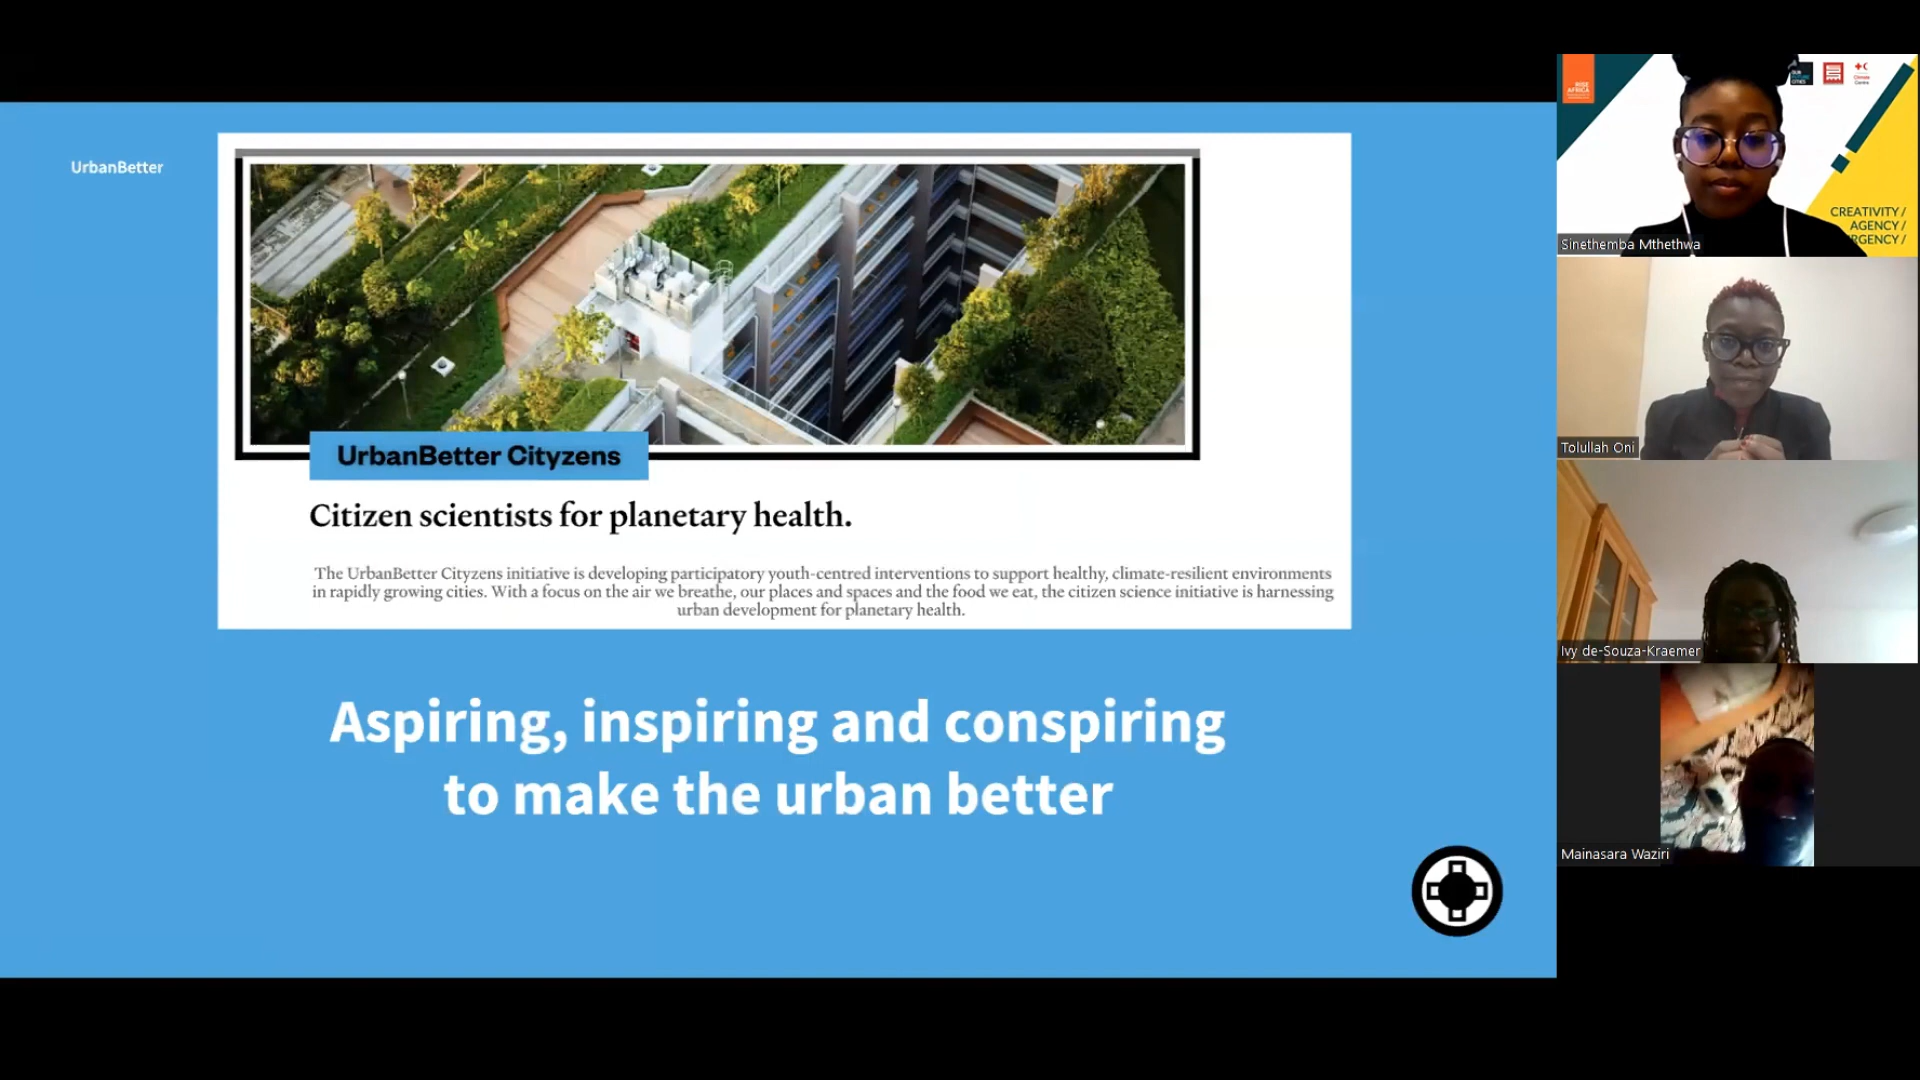 UrbanBetter
UrbanBetter Cityzens
Citizen scientists for planetary health.
The UrbanBetter Cityzens initiative is developing participatory youth-centred interventions to support healthy, climate-resilient environments
in rapidly growing cities. With a focus on the air we breathe, our places and spaces and the food we eat, the citizen science initiative is harnessing
urban development for planetary health.
Aspiring, inspiring and conspiring
to make the urban better
RISE
AFRICA
CREATIVITY /
AGENCY /
RGENCY /
Sinethemba Mthethwa
Tolullah Oni
Ivy de-Souza-Kraemer
Mainasara Waziri